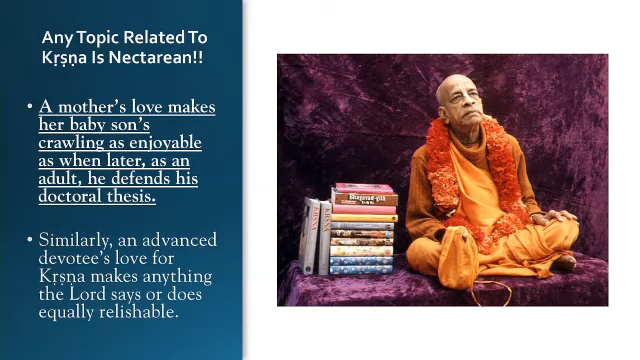 Any Topic Related To
Kṛṣṇa Is Nectarean!!
• A mother's love makes
her baby son's
crawling as enjoyable
as when later, as an
adult, he defends his
doctoral thesis.
• Similarly, an advanced
devotee's love for
Kṛṣṇa makes anything
the Lord says or does
equally relishable.
Bhagavad-gītā